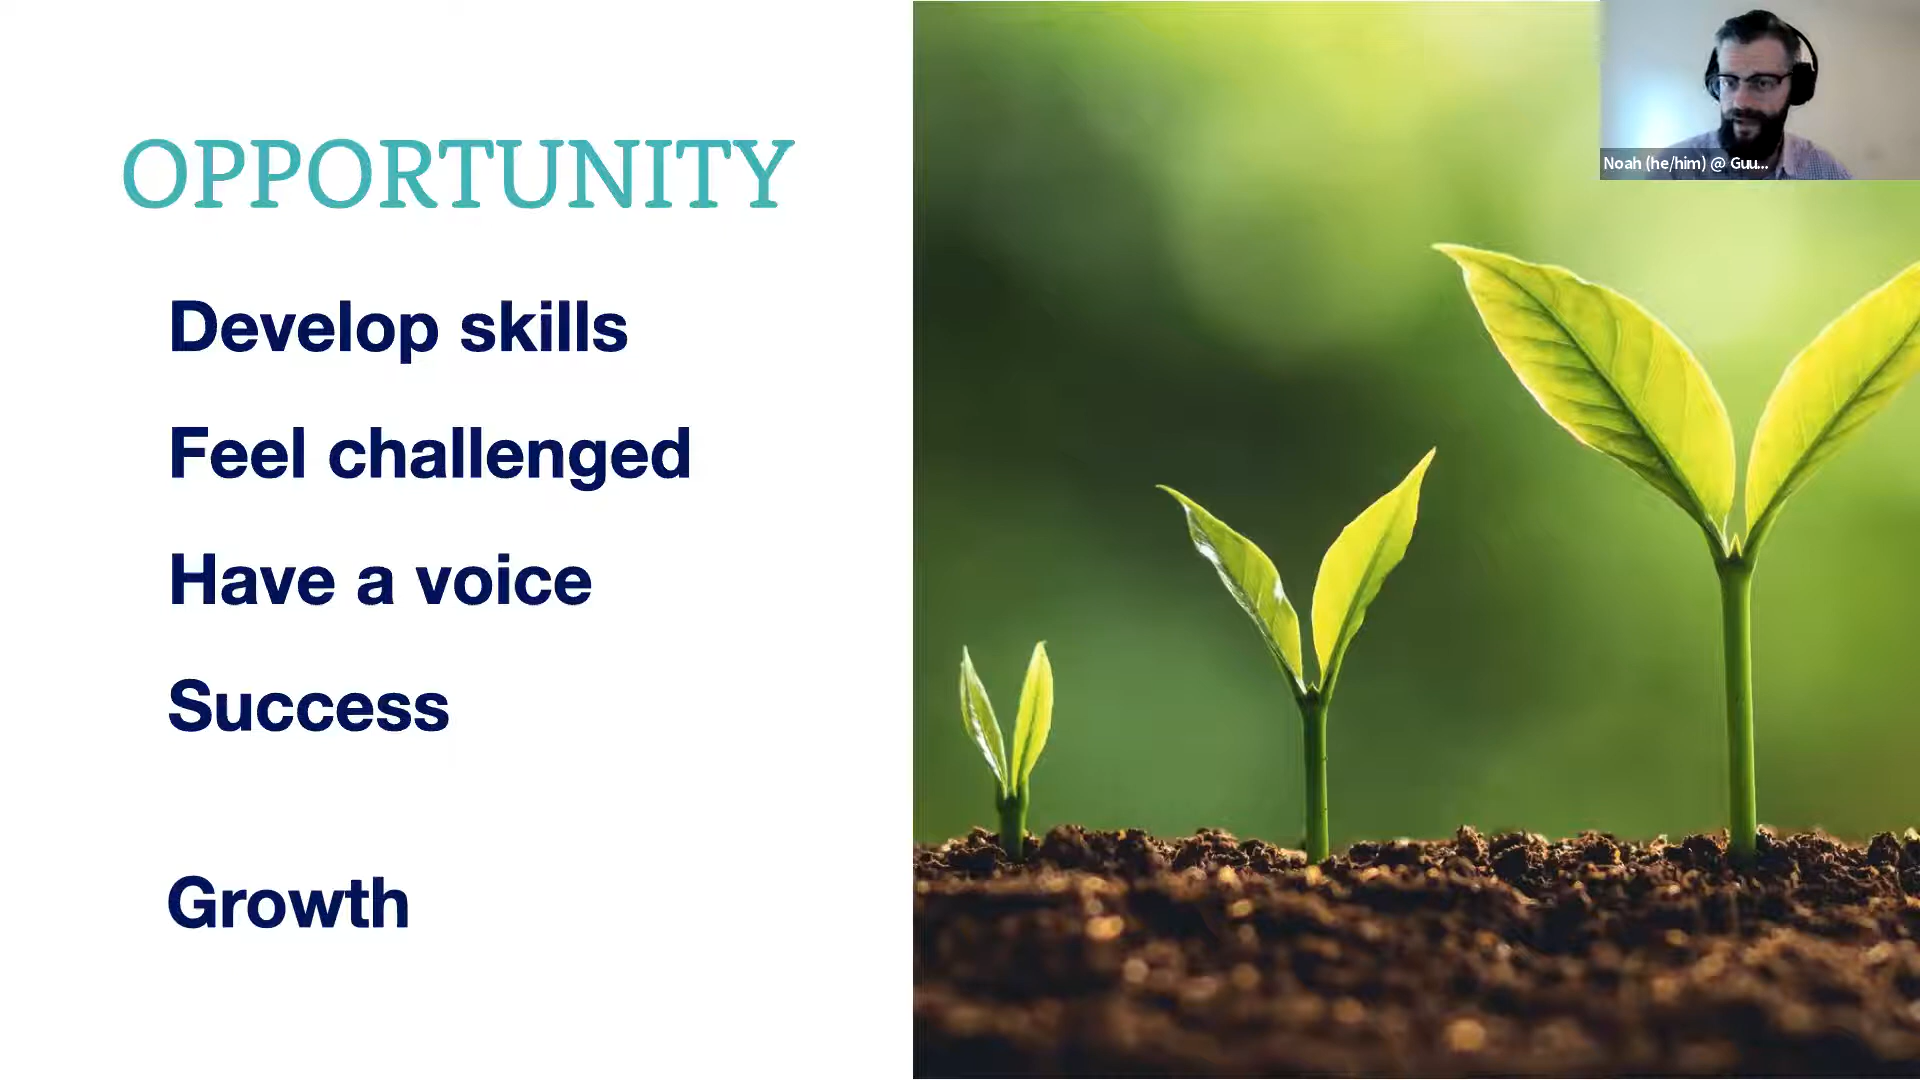 OPPORTUNITY
Develop skills
Feel challenged
Have a voice
Success
Growth
Noah (he/him) @ Guu...